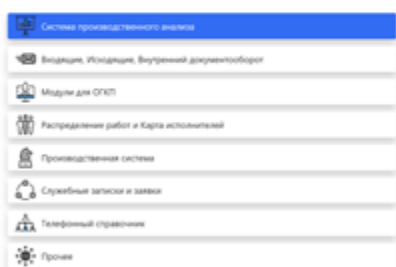 Система производственного анализа
Входящие, Исходящие, Внутренний документооборот
Модули для ОГКП
Распределение работ и Карта исполнителей
Производственная система
Служебные записки и заявки
Телефонный справочник
Прочее